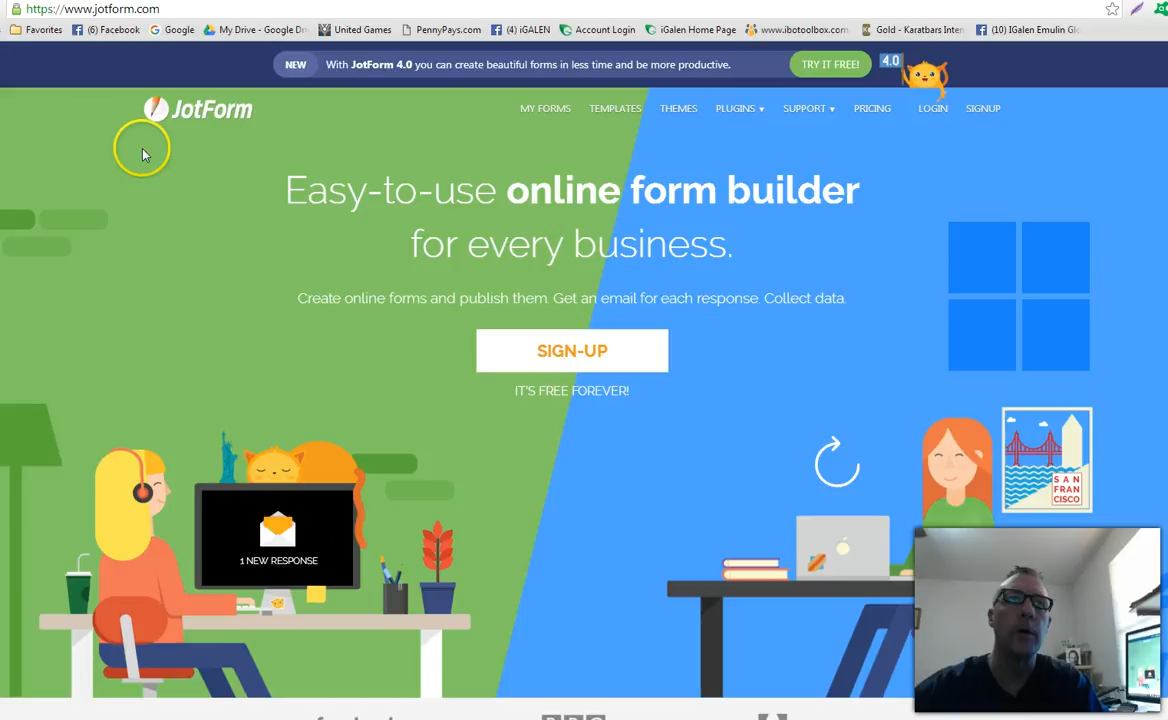 https://www.jotform.com
Favorites (6) Facebook Google My Drive - Google Dr United Games PennyPays.com (4) iGALEN Account Login iGalen Home Page www.ibotoolbox.com Gold - Karatbars Inter (10) IGalen Emulin Glo
NEW With JotForm 4.0 you can create beautiful forms in less time and be more productive. TRY IT FREE! 4.0
JotForm MY FORMS TEMPLATES THEMES PLUGINS SUPPORT PRICING LOGIN SIGNUP
Easy-to-use online form builder
for every business.
Create online forms and publish them. Get an email for each response. Collect data.
SIGN-UP
IT'S FREE FOREVER!
SAN
FRAN
CISCO
1 NEW RESPONSE